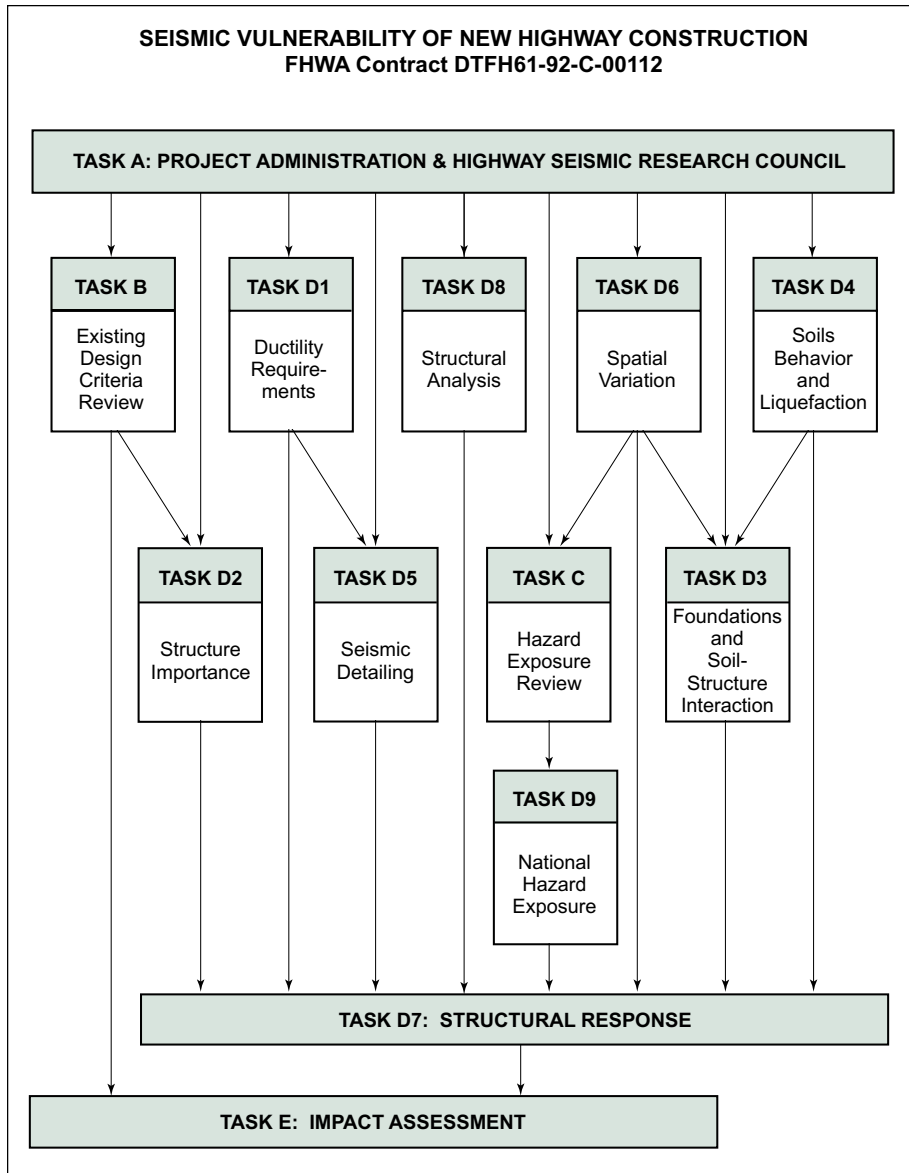 SEISMIC VULNERABILITY OF NEW HIGHWAY CONSTRUCTION
FHWA Contract DTFH61-92-C-00112
TASK A: PROJECT ADMINISTRATION & HIGHWAY SEISMIC RESEARCH COUNCIL
TASK B
Existing
Design
Criteria
Review
TASK D1
Ductility
Require-
ments
TASK D8
Structural
Analysis
TASK D6
Spatial
Variation
TASK D4
Soils
Behavior
and
Liquefaction
TASK D2
Structure
Importance
TASK D5
Seismic
Detailing
TASK C
Hazard
Exposure
Review
TASK D3
Foundations
and
Soil-
Structure
Interaction
TASK D9
National
Hazard
Exposure
TASK D7: STRUCTURAL RESPONSE
TASK E: IMPACT ASSESSMENT